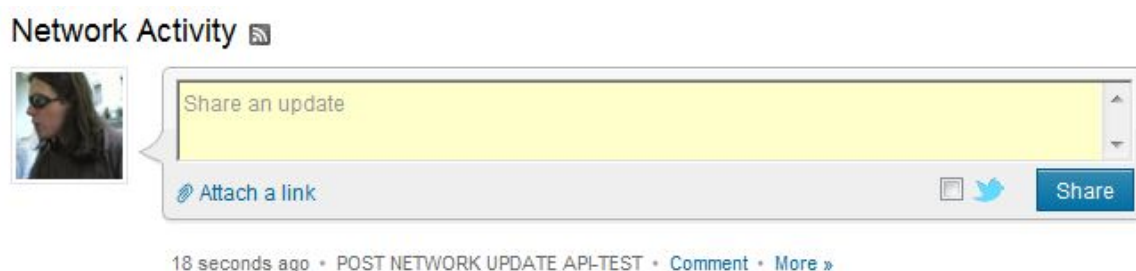 Network Activity
Share an update
Attach a link
Share
18 seconds ago • POST NETWORK UPDATE API-TEST • Comment • More »